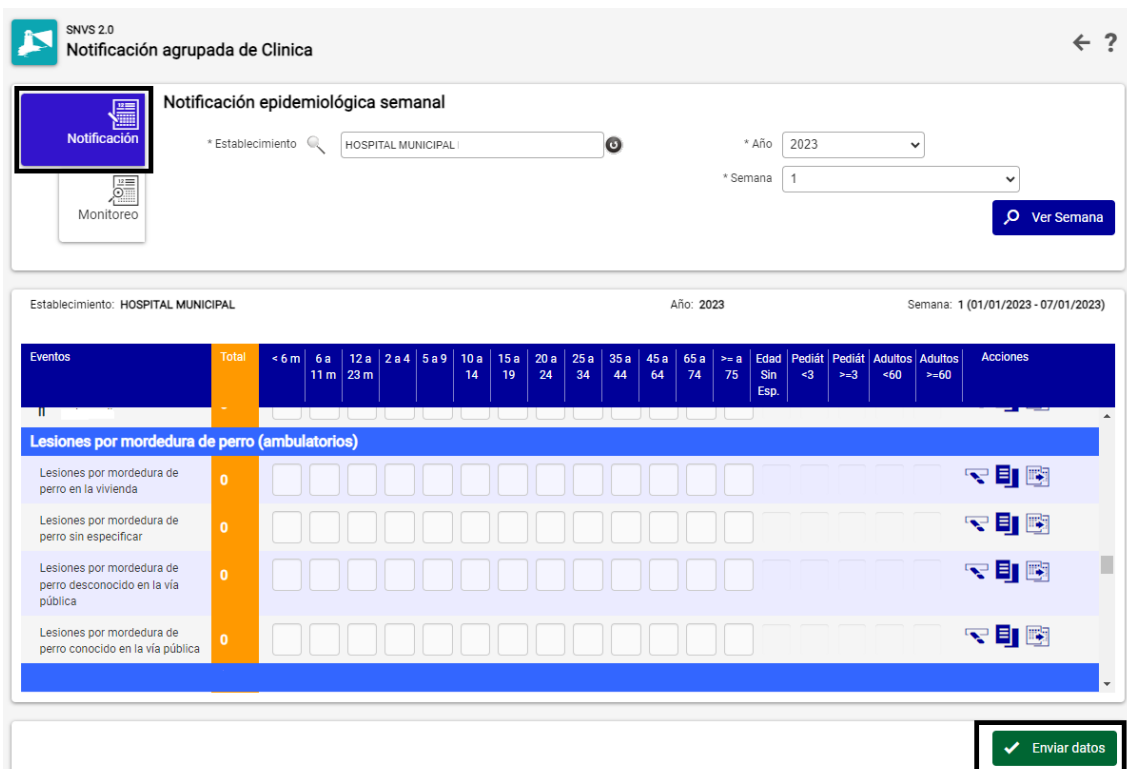 SNVS 2.0
Notificación agrupada de Clinica
?
Notificación
Monitoreo
Notificación epidemiológica semanal
* Establecimiento HOSPITAL MUNICIPAL
* Año 2023
* Semana 1
Ver Semana
Establecimiento: HOSPITAL MUNICIPAL Año: 2023 Semana: 1 (01/01/2023 - 07/01/2023)
Eventos Total < 6 m 6 a 11 m 12 a 23 m 2 a 4 5 a 9 10 a 14 15 a 19 20 a 24 25 a 34 35 a 44 45 a 64 65 a 74 >= a 75 Edad Sin Esp. Pediát <3 Pediát >=3 Adultos <60 Adultos >=60 Acciones
Lesiones por mordedura de perro (ambulatorios)
Lesiones por mordedura de
perro en la vivienda
0
Lesiones por mordedura de
perro sin especificar
0
Lesiones por mordedura de
perro desconocido en la vía
pública
0
Lesiones por mordedura de
perro conocido en la vía pública
0
Enviar datos